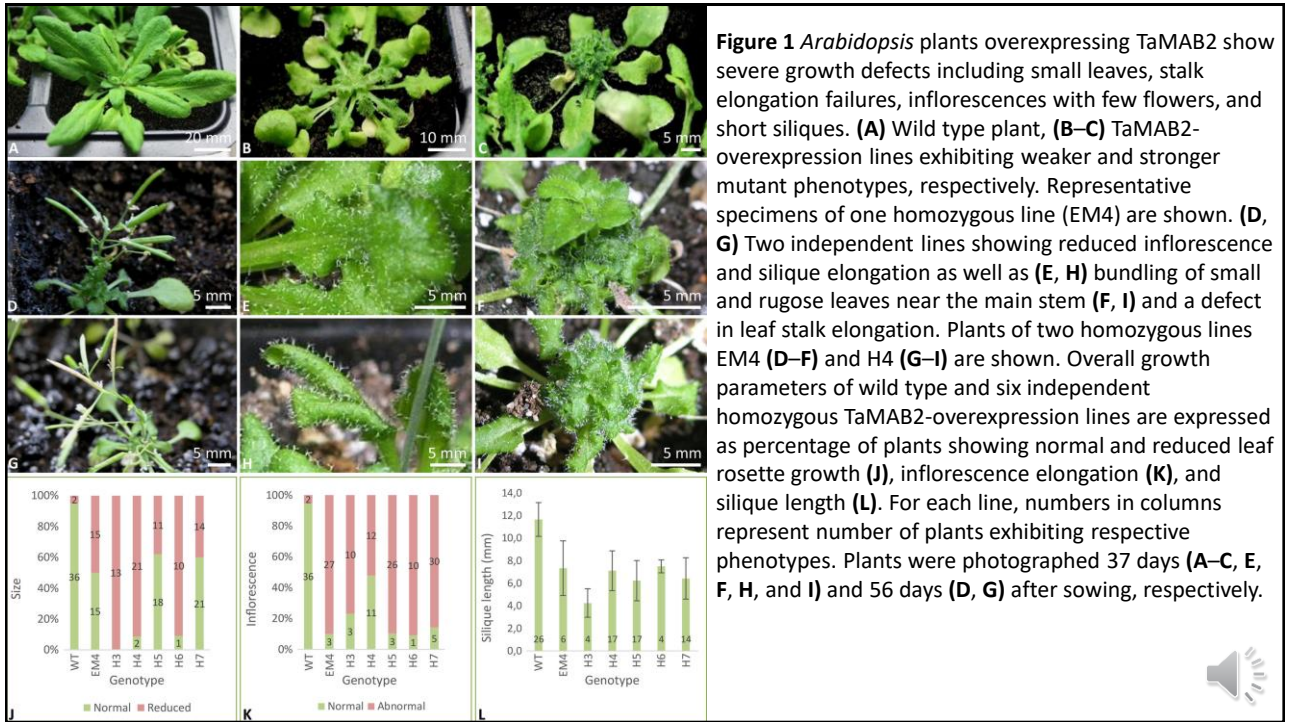 Figure 1 Arabidopsis plants overexpressing TaMAB2 show
severe growth defects including small leaves, stalk
elongation failures, inflorescences with few flowers, and
short siliques. (A) Wild type plant, (B–C) TaMAB2-
overexpression lines exhibiting weaker and stronger
mutant phenotypes, respectively. Representative
specimens of one homozygous line (EM4) are shown. (D,
G) Two independent lines showing reduced inflorescence
and silique elongation as well as (E, H) bundling of small
and rugose leaves near the main stem (F, I) and a defect
in leaf stalk elongation. Plants of two homozygous lines
EM4 (D–F) and H4 (G–I) are shown. Overall growth
parameters of wild type and six independent
homozygous TaMAB2-overexpression lines are expressed
as percentage of plants showing normal and reduced leaf
rosette growth (J), inflorescence elongation (K), and
silique length (L). For each line, numbers in columns
represent number of plants exhibiting respective
phenotypes. Plants were photographed 37 days (A–C, E,
F, H, and I) and 56 days (D, G) after sowing, respectively.
A 20 mm
B 10 mm
C 5 mm
D 5 mm
E 5 mm
F 5 mm
G 5 mm
H 5 mm
I 5 mm
100%
80%
60%
40%
20%
0%
Size
2 15 13 21 11 10 14
36 15 2 18 1 21
WT EM4 H3 H4 H5 H6 H7
Genotype
Normal Reduced
J
100%
80%
60%
40%
20%
0%
Inflorescence
2 27 10 12 26 10 30
36 3 3 11 3 1 5
WT EM4 H3 H4 H5 H6 H7
Genotype
Normal Abnormal
K
14,0
12,0
10,0
8,0
6,0
4,0
2,0
0,0
Silique length (mm)
26 6 4 17 17 4 14
WT EM4 H3 H4 H5 H6 H7
Genotype
L